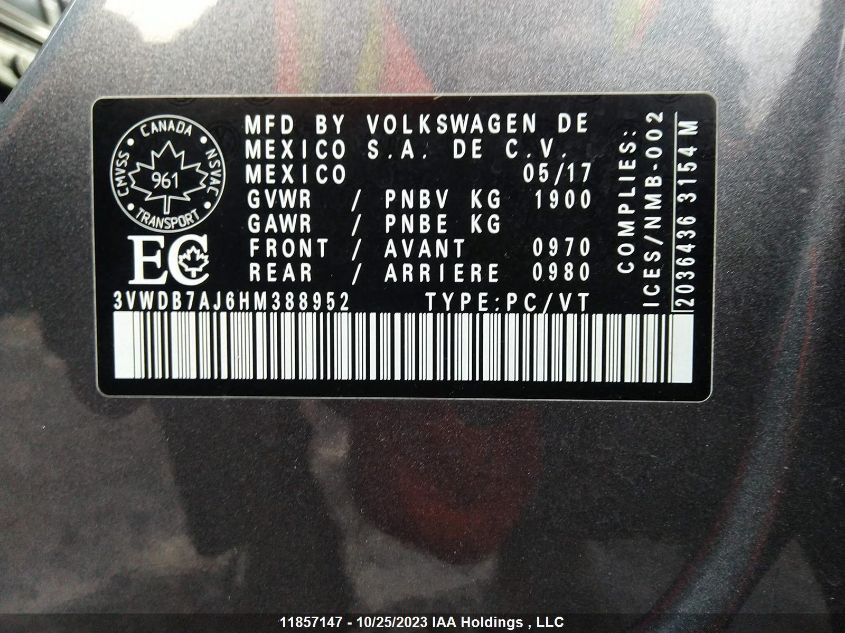 CANADA
CMVSS NSVAC
961
TRANSPORT
EC
MFD BY VOLKSWAGEN DE
MEXICO S.A. DE C.V.
MEXICO 05/17
GVWR / PNBV KG 1900
GAWR / PNBE KG
FRONT / AVANT 0970
REAR / ARRIERE 0980
3VWDB7AJ6HM388952 TYPE:PC/VT
COMPLIES:
ICES/NMB-002
2036436 3154 M
11857147 - 10/25/2023 IAA Holdings , LLC